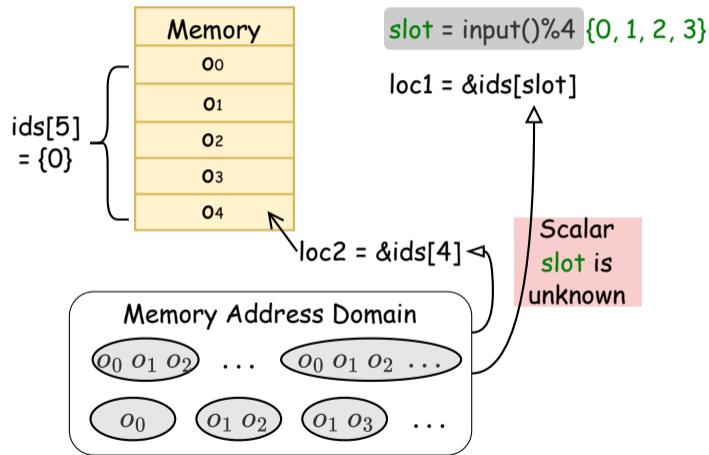 Memory
o0
o1
o2
o3
o4
ids[5]
= {0}
slot = input()%4 {0, 1, 2, 3}
loc1 = &ids[slot]
loc2 = &ids[4]
Scalar
slot is
unknown
Memory Address Domain
o0 o1 o2 ... o0 o1 o2 ...
o0 o1 o2 o1 o3 ...